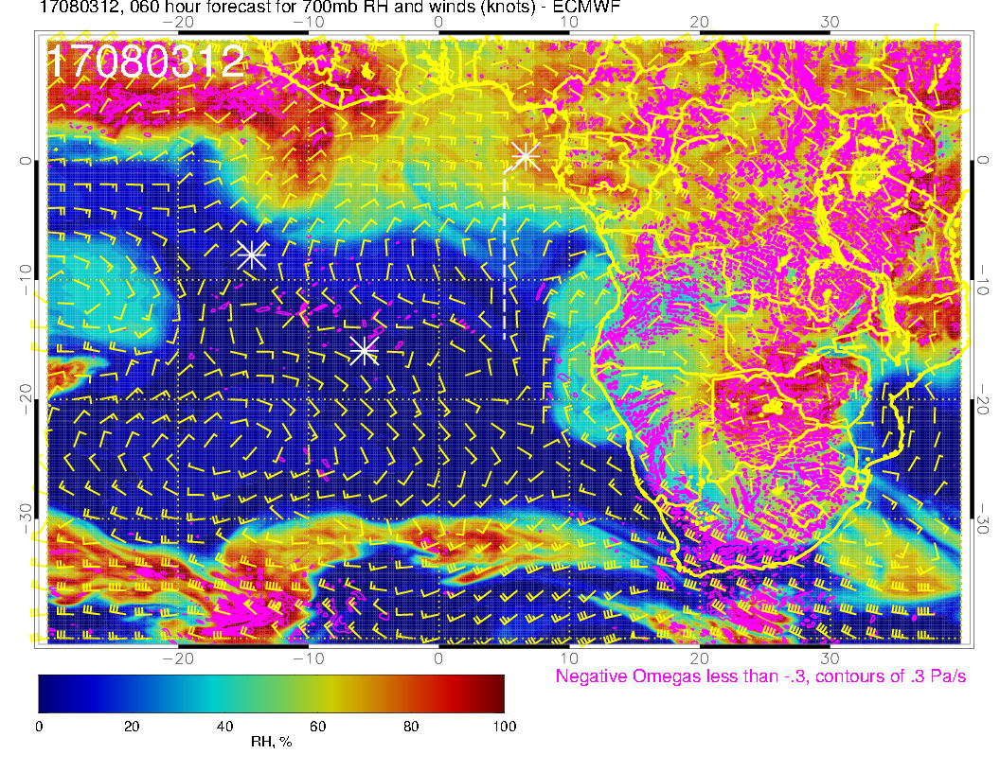 17080312, 060 hour forecast for 700mb RH and winds (knots) - ECMWF
−20 −10 0 10 20 30
17080312
0 0
−10 −10
−20 −20
−30 −30
−20 −10 0 10 20 30
Negative Omegas less than -.3, contours of .3 Pa/s
0 20 40 60 80 100
RH, %